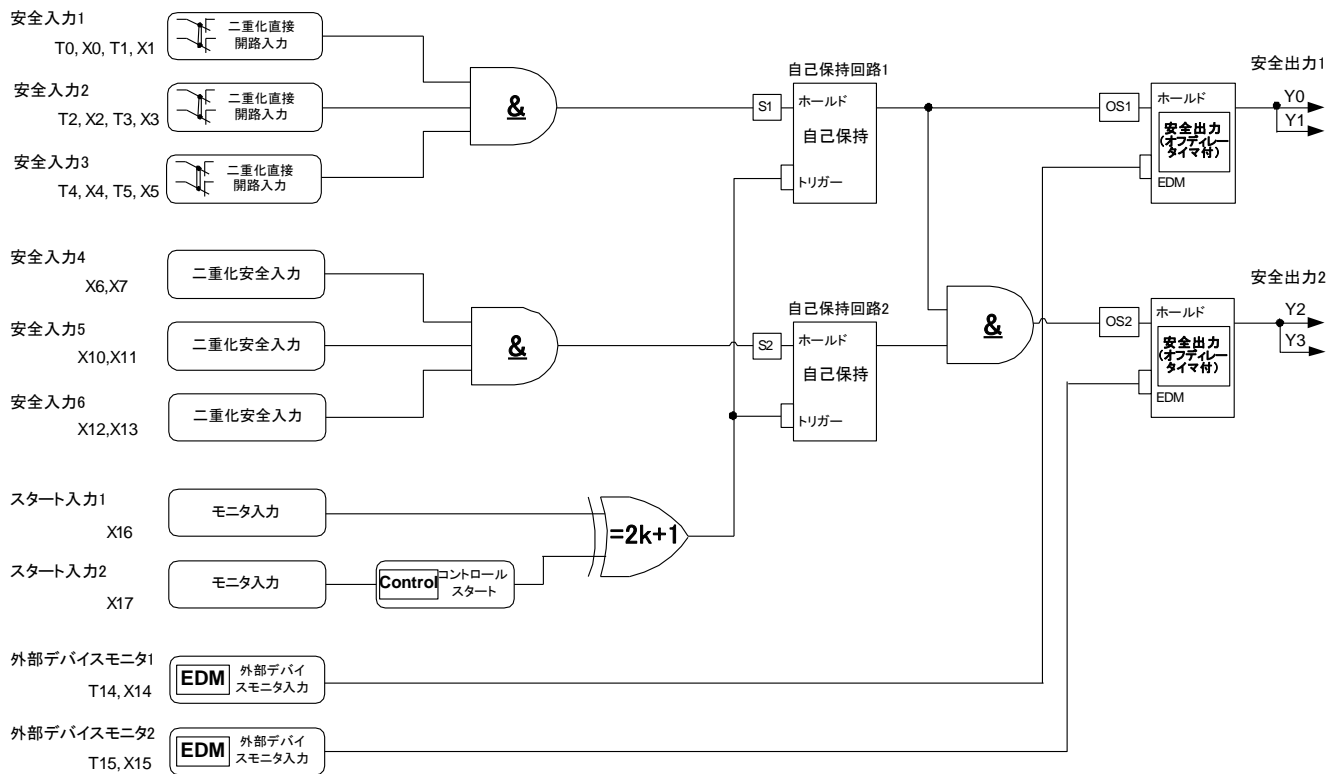 安全入力1
T0, X0, T1, X1
二重化直接
開路入力
安全入力2
T2, X2, T3, X3
二重化直接
開路入力
安全入力3
T4, X4, T5, X5
二重化直接
開路入力
&
自己保持回路1
S1
ホールド
自己保持
トリガー
安全出力1
OS1
ホールド
安全出力
(オフディレー
タイマ付)
EDM
Y0
Y1
安全入力4
X6,X7
二重化安全入力
安全入力5
X10,X11
二重化安全入力
安全入力6
X12,X13
二重化安全入力
&
自己保持回路2
S2
ホールド
自己保持
トリガー
&
安全出力2
OS2
ホールド
安全出力
(オフディレー
タイマ付)
EDM
Y2
Y3
スタート入力1
X16
モニタ入力
スタート入力2
X17
モニタ入力
Control
コントロール
スタート
=2k+1
外部デバイスモニタ1
T14, X14
EDM
外部デバイ
スモニタ入力
外部デバイスモニタ2
T15, X15
EDM
外部デバイ
スモニタ入力